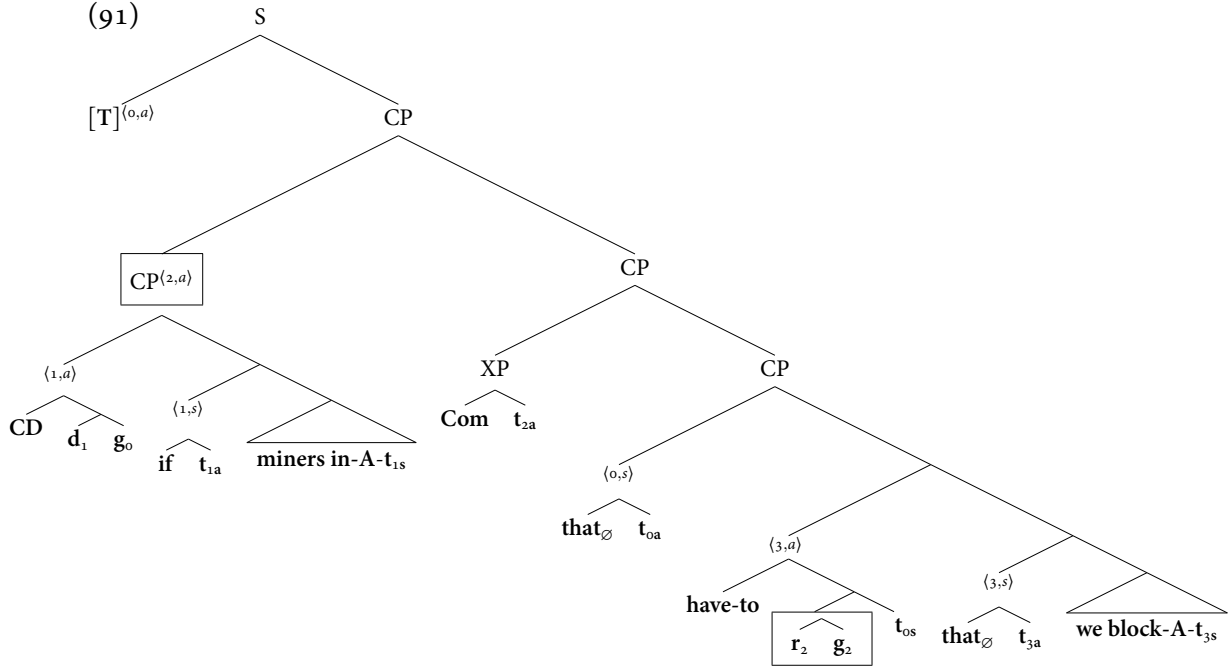 (91)
S
[T]⟨0,a⟩ CP
CP⟨2,a⟩ CP
⟨1,a⟩ XP CP
CD d₁ g₀ ⟨1,s⟩ Com t₂ₐ
if t₁ₐ miners in-A-t₁ₛ
⟨0,s⟩
that∅ t₀ₐ
⟨3,a⟩ ⟨3,s⟩
have-to
r₂ g₂ t₀ₛ that∅ t₃ₐ we block-A-t₃ₛ